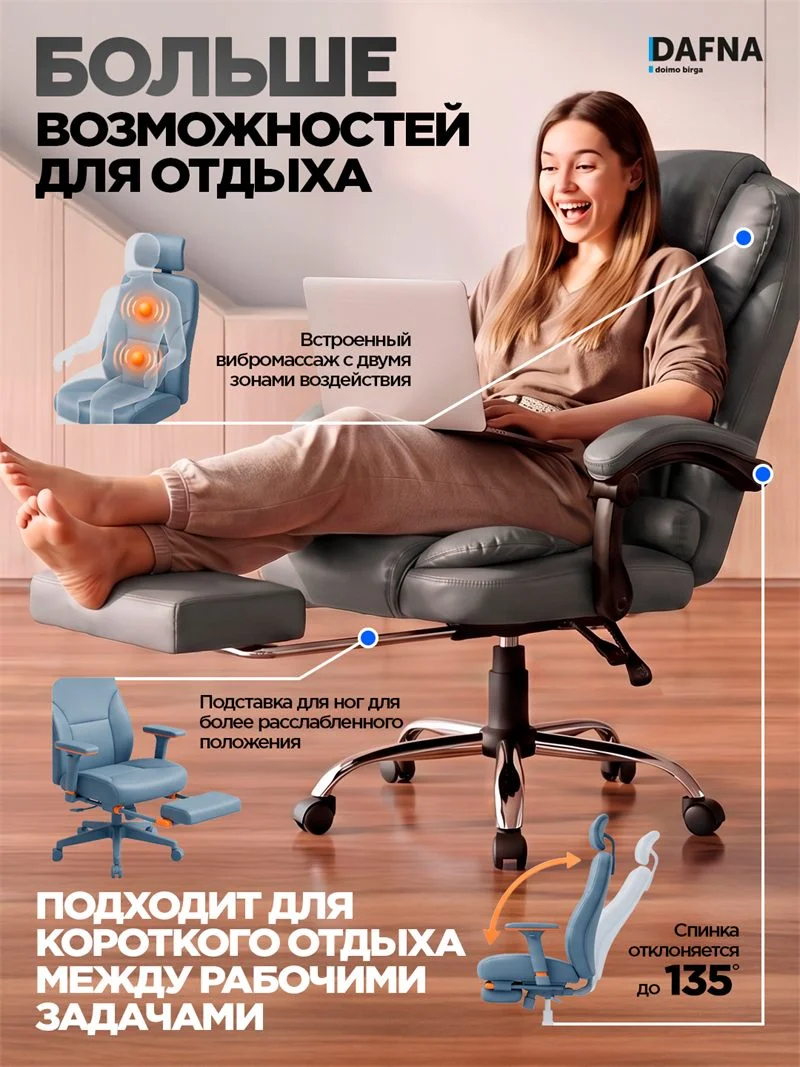 БОЛЬШЕ
ВОЗМОЖНОСТЕЙ
ДЛЯ ОТДЫХА
DAFNA
doimo birga
Встроенный
вибромассаж с двумя
зонами воздействия
Подставка для ног для
более расслабленного
положения
ПОДХОДИТ ДЛЯ
КОРОТКОГО ОТДЫХА
МЕЖДУ РАБОЧИМИ
ЗАДАЧАМИ
Спинка
отклоняется
до 135°